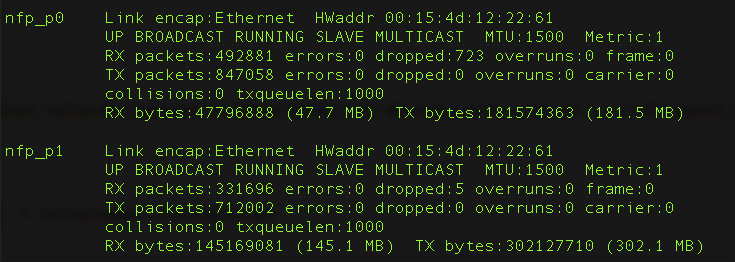 nfp_p0    Link encap:Ethernet  HWaddr 00:15:4d:12:22:61
          UP BROADCAST RUNNING SLAVE MULTICAST  MTU:1500  Metric:1
          RX packets:492881 errors:0 dropped:723 overruns:0 frame:0
          TX packets:847058 errors:0 dropped:0 overruns:0 carrier:0
          collisions:0 txqueuelen:1000
          RX bytes:47796888 (47.7 MB)  TX bytes:181574363 (181.5 MB)
nfp_p1    Link encap:Ethernet  HWaddr 00:15:4d:12:22:61
          UP BROADCAST RUNNING SLAVE MULTICAST  MTU:1500  Metric:1
          RX packets:331696 errors:0 dropped:5 overruns:0 frame:0
          TX packets:712002 errors:0 dropped:0 overruns:0 carrier:0
          collisions:0 txqueuelen:1000
          RX bytes:145169081 (145.1 MB)  TX bytes:302127710 (302.1 MB)